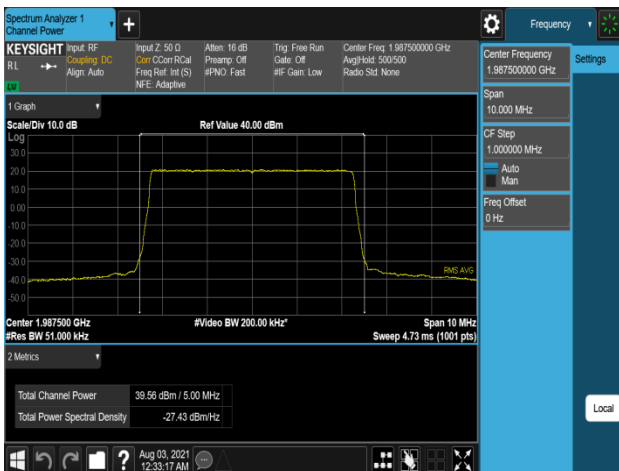 Spectrum Analyzer 1
Channel Power
Frequency
KEYSIGHT
RL
Input: RF
Coupling: DC
Align: Auto
Input Z: 50 Ω
Corr CCorr RCal
Freq Ref: Int (S)
NFE: Adaptive
Atten: 16 dB
Preamp: Off
#PNO: Fast
Trig: Free Run
Gate: Off
#IF Gain: Low
Center Freq: 1.987500000 GHz
Avg|Hold: 500/500
Radio Std: None
LW
1 Graph
Scale/Div 10.0 dB
Ref Value 40.00 dBm
Log
30.0
20.0
10.0
0.00
-10.0
-20.0
-30.0
-40.0
-50.0
RMS AVG
Center 1.987500 GHz
#Video BW 200.00 kHz*
Span 10 MHz
#Res BW 51.000 kHz
Sweep 4.73 ms (1001 pts)
2 Metrics
Total Channel Power 39.56 dBm / 5.00 MHz
Total Power Spectral Density -27.43 dBm/Hz
Aug 03, 2021
12:33:17 AM
Center Frequency
1.987500000 GHz
Span
10.000 MHz
CF Step
1.000000 MHz
Auto
Man
Freq Offset
0 Hz
Settings
Local